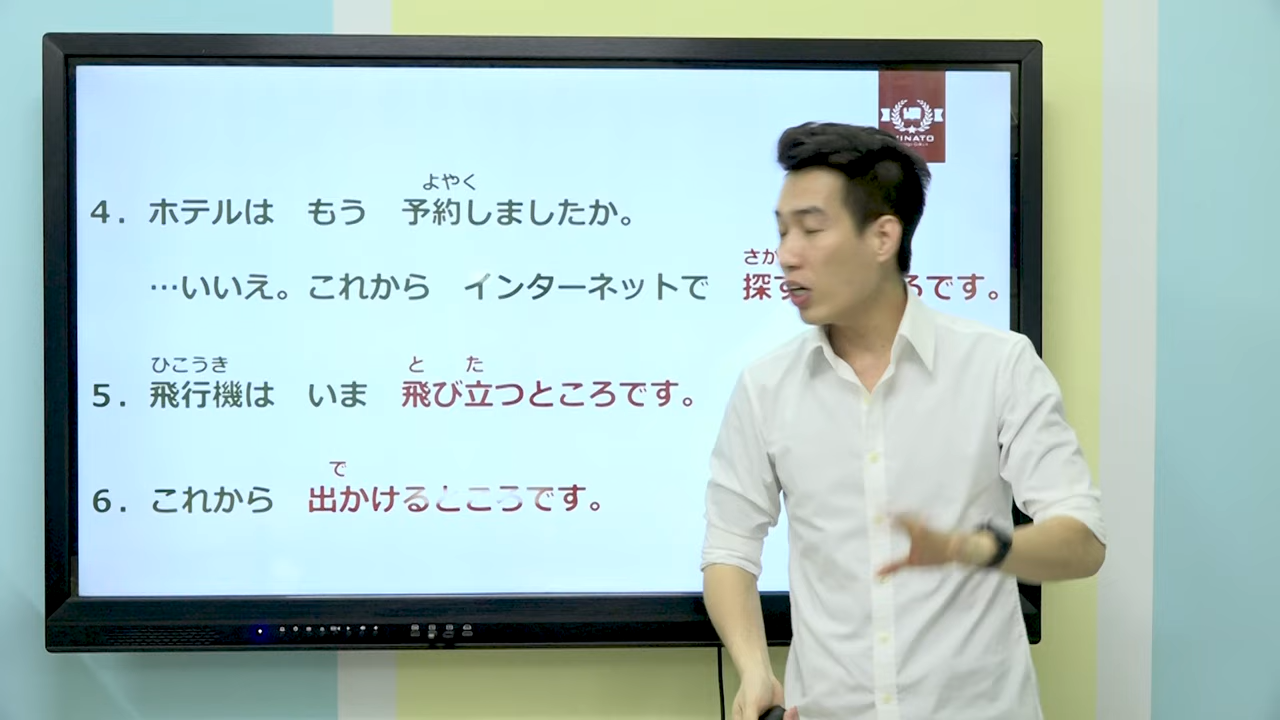 よやく
4. ホテルは もう 予約しましたか。
さが
…いいえ。これから インターネットで 探す ろです。
ひこうき と た
5. 飛行機は いま 飛び立つところです。
で
6. これから 出かけるところです。